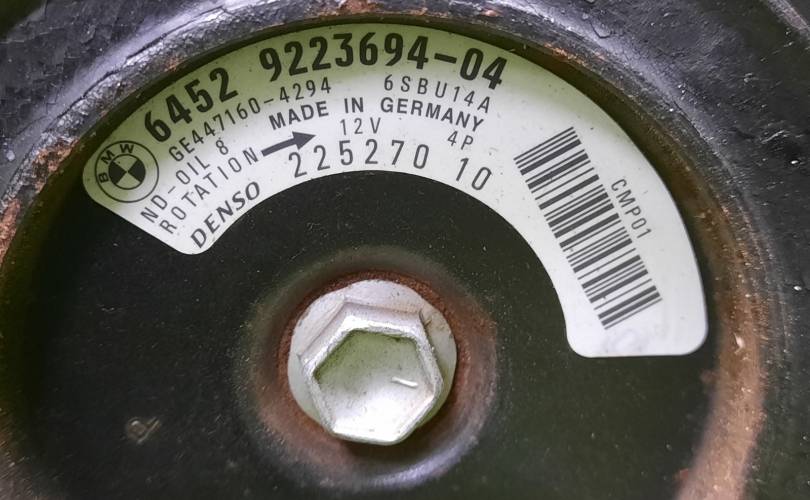 6452 9223694-04
GE447160-4294 6SBU14A
MADE IN GERMANY
ND-OIL 8 12V 4P
ROTATION
DENSO 225270 10
BMW
CMP01